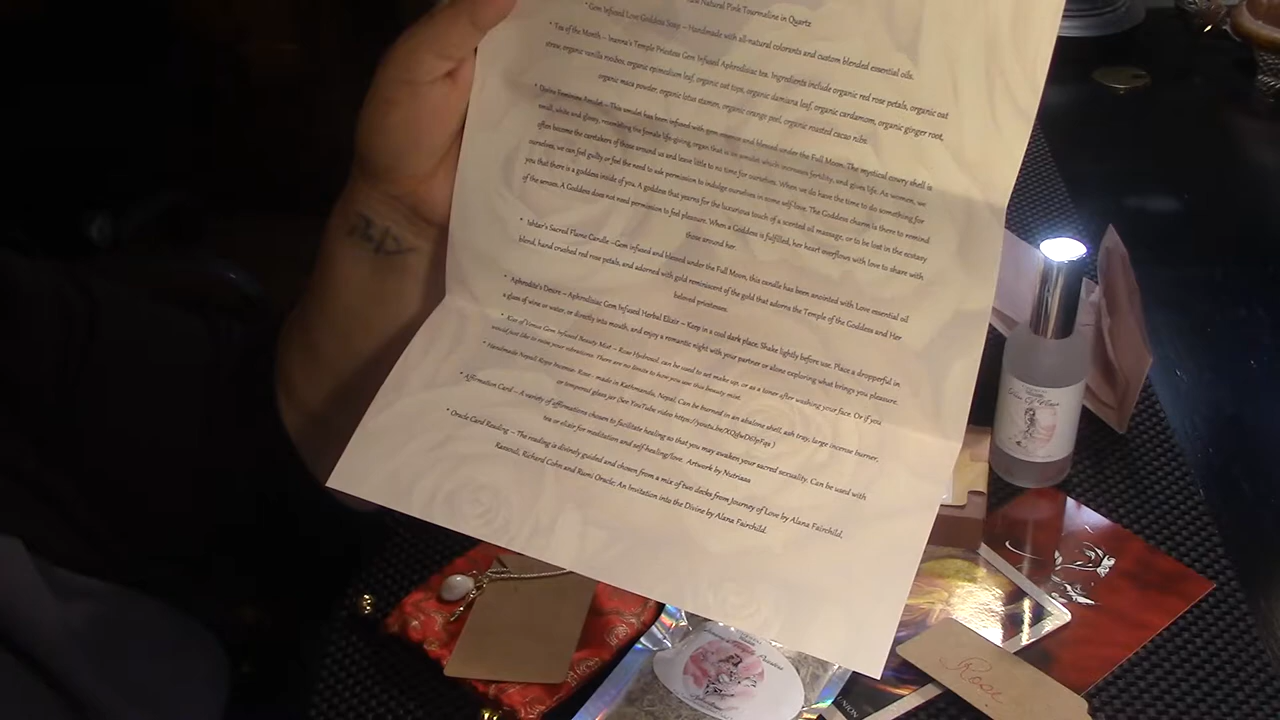 Natural Pink Tourmaline in Quartz
* Gem Infused Love Goddess Soap – Handmade with all-natural colorants and custom blended essential oils.
* Tea of the Month – Inanna's Temple Priestess Gem Infused Aphrodisiac tea. Ingredients include organic red rose petals, organic oat
straw, organic vanilla rooibos, organic epimedium leaf, organic oat tops, organic damiana leaf, organic cardamom, organic ginger root,
organic maca powder, organic lotus stamen, organic orange peel, organic roasted cacao nibs.
* Divine Feminine Amulet – This amulet has been infused with gem essence and blessed under the Full Moon. The mystical cowry shell is
small, white and glossy, resembling the female life-giving organ that is an amulet which increases fertility, and gives life. As women, we
often become the caretakers of those around us and leave little to no time for ourselves. When we do have the time to do something for
ourselves, we can feel guilty or feel the need to ask permission to indulge ourselves in some self-love. The Goddess charm is there to remind
you that there is a goddess inside of you. A goddess that yearns for the luxurious touch of a scented oil massage, or to be lost in the ecstasy
of the senses. A Goddess does not need permission to feel pleasure. When a Goddess is fulfilled, her heart overflows with love to share with
those around her.
* Ishtar's Sacred Flame Candle – Gem infused and blessed under the Full Moon, this candle has been anointed with Love essential oil
blend, hand crushed red rose petals, and adorned with gold reminiscent of the gold that adorns the Temple of the Goddess and Her
beloved priestesses.
* Aphrodite's Desire – Aphrodisiac Gem Infused Herbal Elixir – Keep in a cool dark place. Shake lightly before use. Place a dropperful in
a glass of wine or water, or directly into mouth, and enjoy a romantic night with your partner or alone exploring what brings you pleasure.
* Kiss of Venus Gem Infused Beauty Mist – Rose Hydrosol, can be used to set make up, or as a toner after washing your face. Or if you
would just like to raise your vibrations. There are no limits to how you use this beauty mist.
* Handmade Nepali Rope Incense- Rose - made in Kathmandu, Nepal. Can be burned in an abalone shell, ash tray, large incense burner,
or tempered glass jar (See YouTube video https://youtu.be/
* Affirmation Card – A variety of affirmations chosen to facilitate healing so that you may awaken your sacred sexuality. Can be used with
tea or elixir for meditation and self-healing/love. Artwork by Nutriaaa
* Oracle Card Reading – The reading is divinely guided and chosen from a mix of two decks from Journey of Love by Alana Fairchild,
Rassouli, Richard Cohn and Rumi Oracle: An Invitation into the Divine by Alana Fairchild.
Kiss Of Venus
Rose
UNION